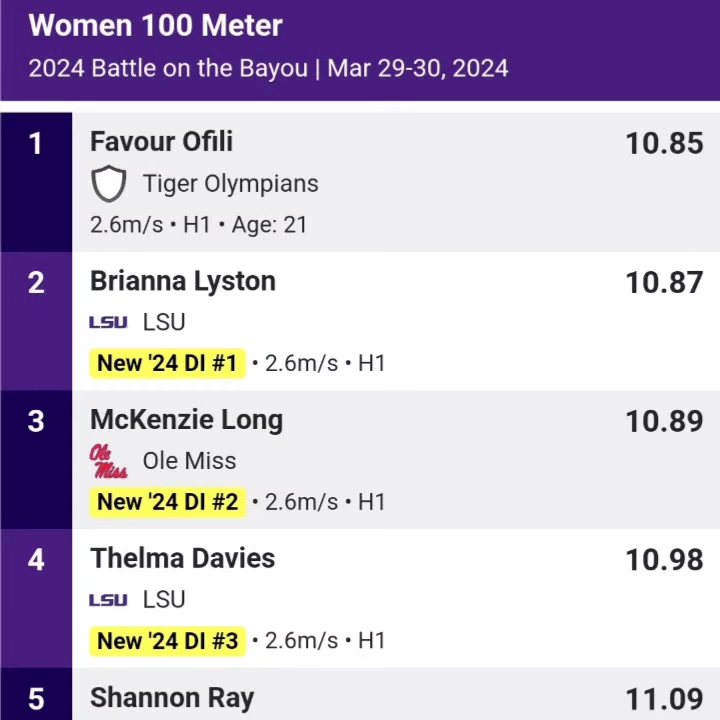 Women 100 Meter
2024 Battle on the Bayou | Mar 29-30, 2024
1 Favour Ofili 10.85
Tiger Olympians
2.6m/s • H1 • Age: 21
2 Brianna Lyston 10.87
LSU LSU
New '24 DI #1 • 2.6m/s • H1
3 McKenzie Long 10.89
Ole Miss Ole Miss
New '24 DI #2 • 2.6m/s • H1
4 Thelma Davies 10.98
LSU LSU
New '24 DI #3 • 2.6m/s • H1
5 Shannon Ray 11.09